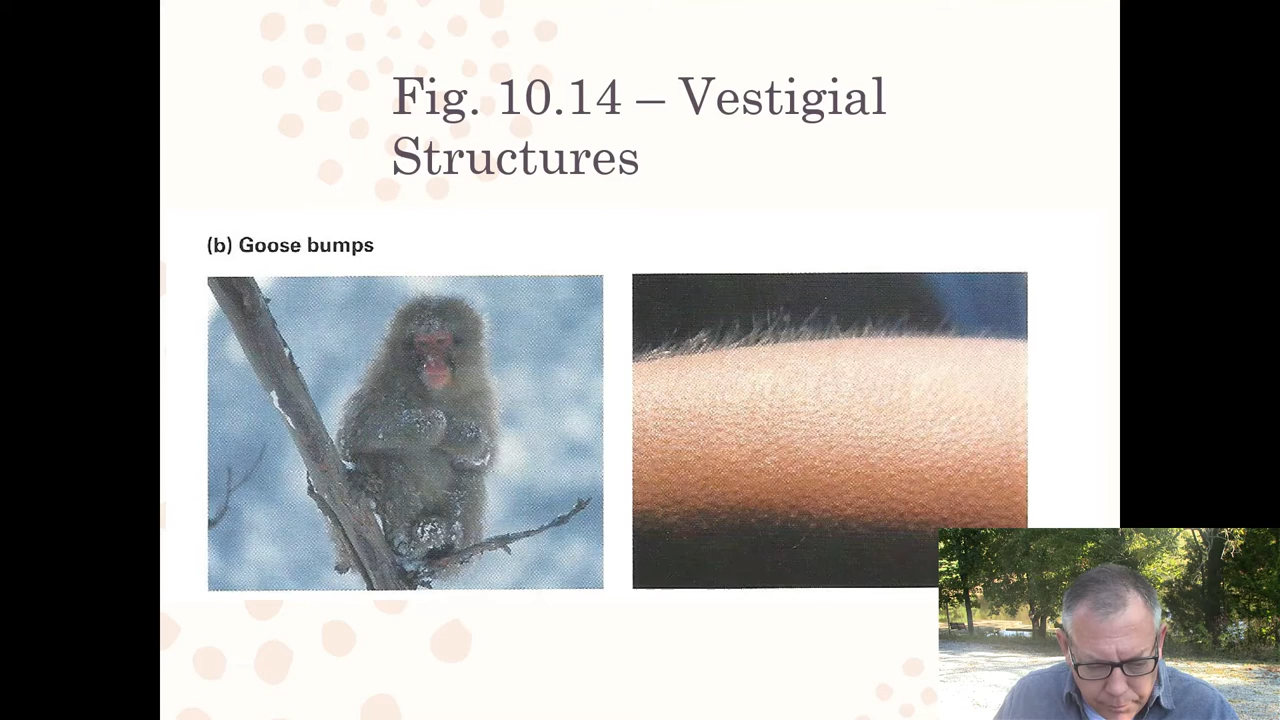 Fig. 10.14 – Vestigial
Structures
(b) Goose bumps